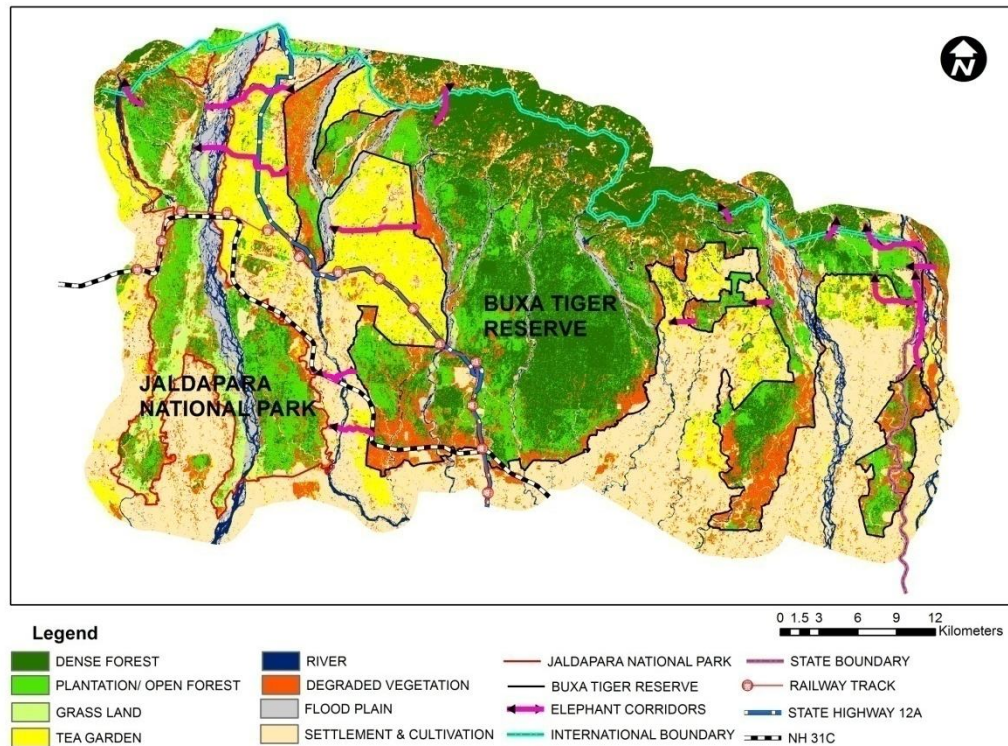 N
BUXA TIGER
RESERVE
JALDAPARA
NATIONAL PARK
0 1.5 3 6 9 12
Kilometers
Legend
DENSE FOREST
PLANTATION/ OPEN FOREST
GRASS LAND
TEA GARDEN
RIVER
DEGRADED VEGETATION
FLOOD PLAIN
SETTLEMENT & CULTIVATION
JALDAPARA NATIONAL PARK
BUXA TIGER RESERVE
ELEPHANT CORRIDORS
INTERNATIONAL BOUNDARY
STATE BOUNDARY
RAILWAY TRACK
STATE HIGHWAY 12A
NH 31C